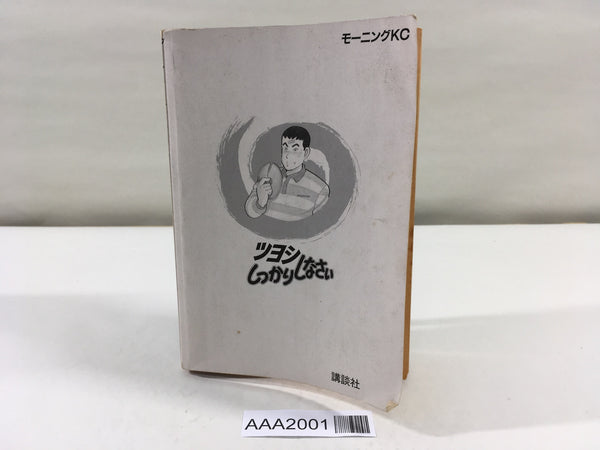 モーニングKC
ツヨシ
しっかりしなさい
講談社
AAA2001